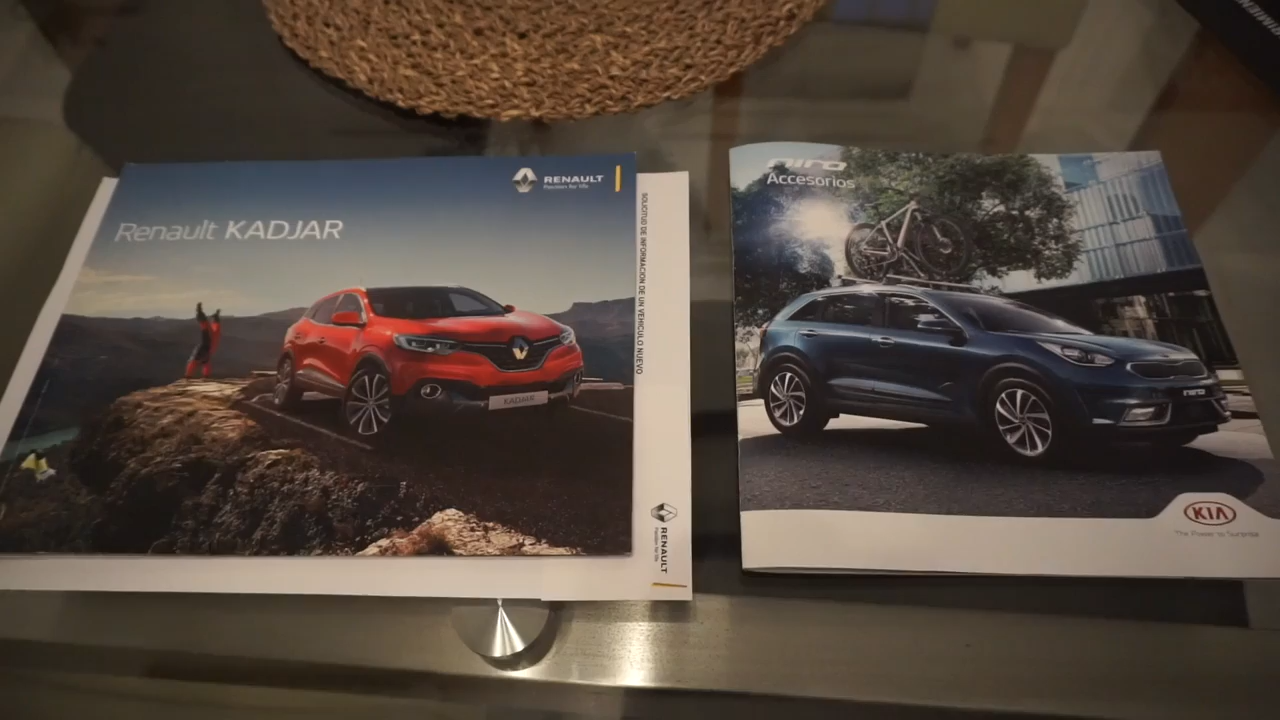 RENAULT
Passion for life
Renault KADJAR
KADJAR
SOLICITUD DE INFORMACION DE UN VEHICULO NUEVO
RENAULT
Passion for life
niro
Accesorios
niro
KIA
The Power to Surprise